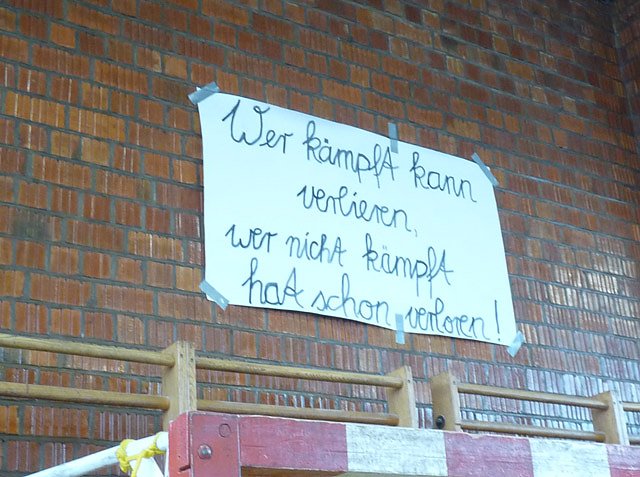 Wer kämpft kann
verlieren,
wer nicht kämpft
hat schon verloren!